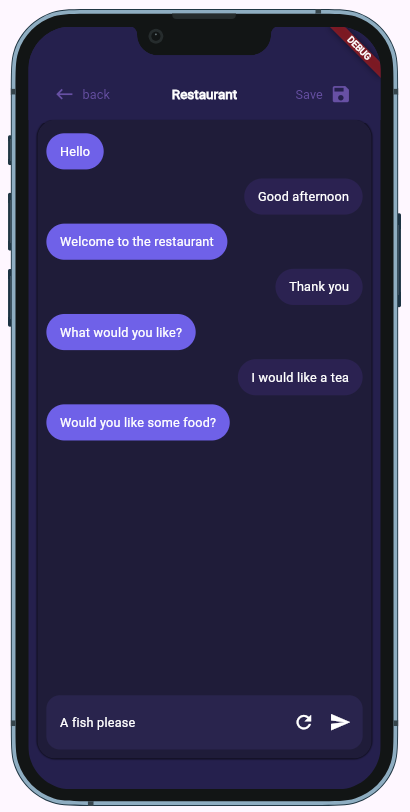 DEBUG
back
Restaurant
Save
Hello
Good afternoon
Welcome to the restaurant
Thank you
What would you like?
I would like a tea
Would you like some food?
A fish please